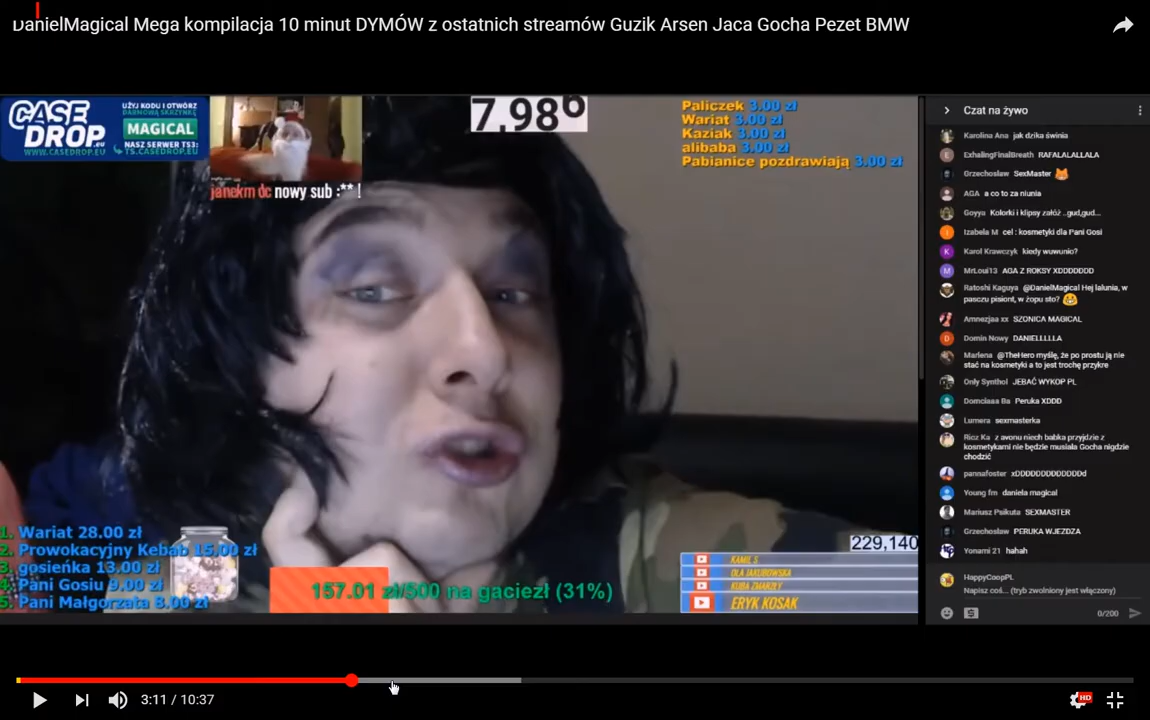 DanielMagical Mega kompilacja 10 minut DYMÓW z ostatnich streamów Guzik Arsen Jaca Gocha Pezet BMW
CASE DROP
UŻYJ KODU I OTWÓRZ
DARMOWĄ SKRZYNKĘ
MAGICAL
NASZ SERWER TS3:
WWW.CASEDROP.EU
TS.CASEDROP.EU
janekm dc nowy sub :** !
7,986
Paliczek 3.00 zł
Wariat 3.00 zł
Kaziak 3.00 zł
alibaba 3.00 zł
Pabianice pozdrawiają 3.00 zł
Czat na żywo
Karolina Ana jak dzika świnia
ExhalingFinalBreath RAFALALALLALA
Grzechoslaw SexMaster 🦊
AGA a co to za niunia
Goyya Kolorki i klipsy załóż ..gud,gud...
Izabela M cel : kosmetyki dla Pani Gosi
Karol Krawczyk kiedy wuwunio?
MrLoui13 AGA Z ROKSY XDDDDDDD
Ratoshi Kaguya @DanielMagical Hej lalunia, w
pasczu pisiont, w żopu sto?
Amnezjaa xx SZONICA MAGICAL
Domin Nowy DANIELLLLLA
Marlena @TheHero myślę, że po prostu ją nie
stać na kosmetyki a to jest trochę przykre
Only Synthol JEBAĆ WYKOP PL
Domciaaa Ba Peruka XDDD
Lumera sexmasterka
Ricz Ka z avonu niech babka przyjdzie z
kosmetykami nie będzie musiała Gocha nigdzie
chodzić
pannafoster xDDDDDDDDDDDDd
Young fm daniela magical
Mariusz Psikuta SEXMASTER
Grzechoslaw PERUKA WJEZDZA
Yonami 21 hahah
HappyCoopPL
Napisz coś... (tryb zwolniony jest włączony)
0/200
1. Wariat 28.00 zł
2. Prowokacyjny Kebab 15.00 zł
3. gosieńka 13.00 zł
4. Pani Gosiu 9.00 zł
5. Pani Małgorzata 8.00 zł
157.01 zł/500 na gacieźl (31%)
229,140
KAMIL S
OLA JAKUBOWSKA
KUBA ZMARZŁY
ERYK KOSAK
3:11 / 10:37
HD